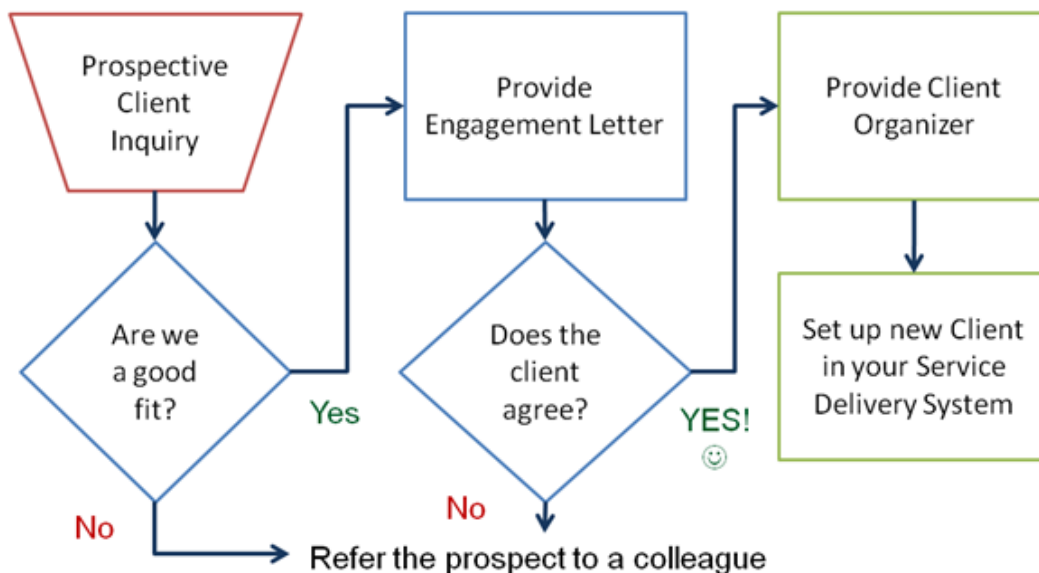 Prospective
Client
Inquiry
Are we
a good
fit?
Yes
No
Provide
Engagement Letter
Does the
client
agree?
YES!
No
Refer the prospect to a colleague
Provide Client
Organizer
Set up new Client
in your Service
Delivery System